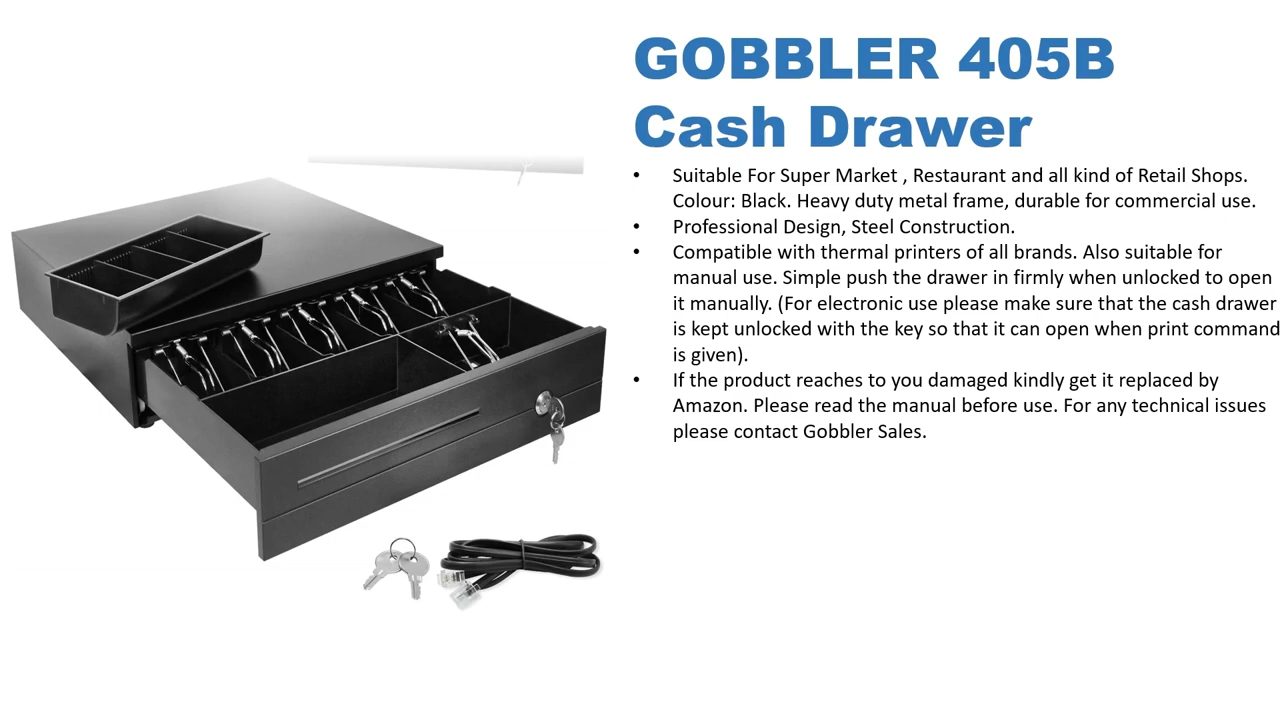 GOBBLER 405B
Cash Drawer
• Suitable For Super Market , Restaurant and all kind of Retail Shops.
Colour: Black. Heavy duty metal frame, durable for commercial use.
• Professional Design, Steel Construction.
• Compatible with thermal printers of all brands. Also suitable for
manual use. Simple push the drawer in firmly when unlocked to open
it manually. (For electronic use please make sure that the cash drawer
is kept unlocked with the key so that it can open when print command
is given).
• If the product reaches to you damaged kindly get it replaced by
Amazon. Please read the manual before use. For any technical issues
please contact Gobbler Sales.